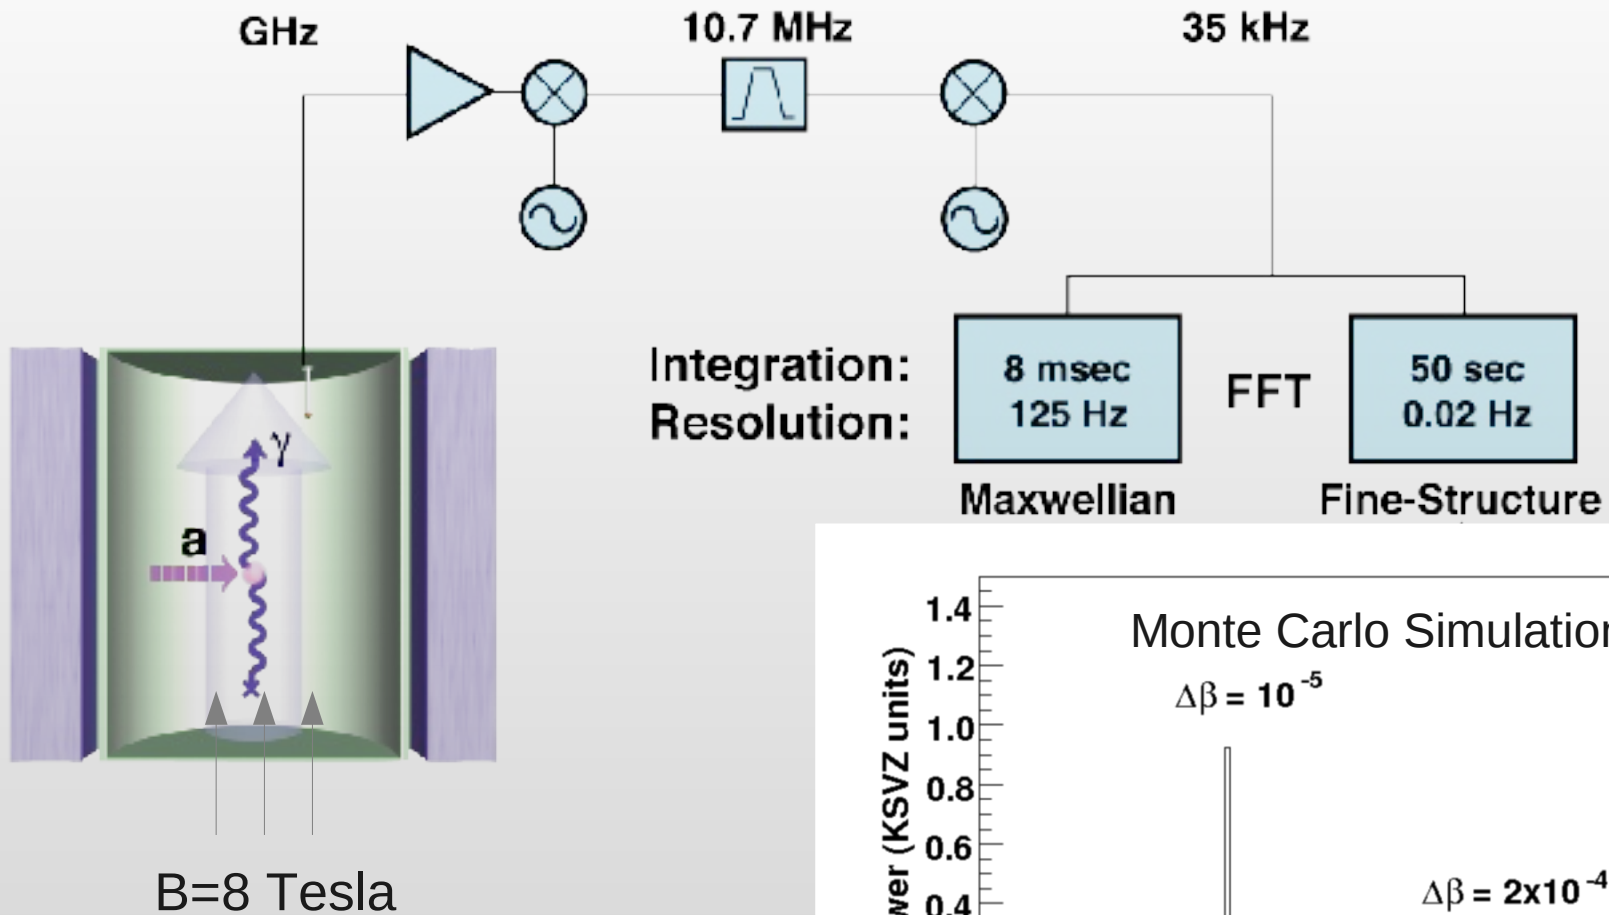 GHz
10.7 MHz
35 kHz
Integration:
Resolution:
8 msec
125 Hz
FFT
50 sec
0.02 Hz
Maxwellian
Fine-Structure
γ
a
B=8 Tesla
Monte Carlo Simulation
Δβ = 10⁻⁵
Δβ = 2x10⁻⁴
(KSVZ units)
1.4
1.2
1.0
0.8
0.6
0.4